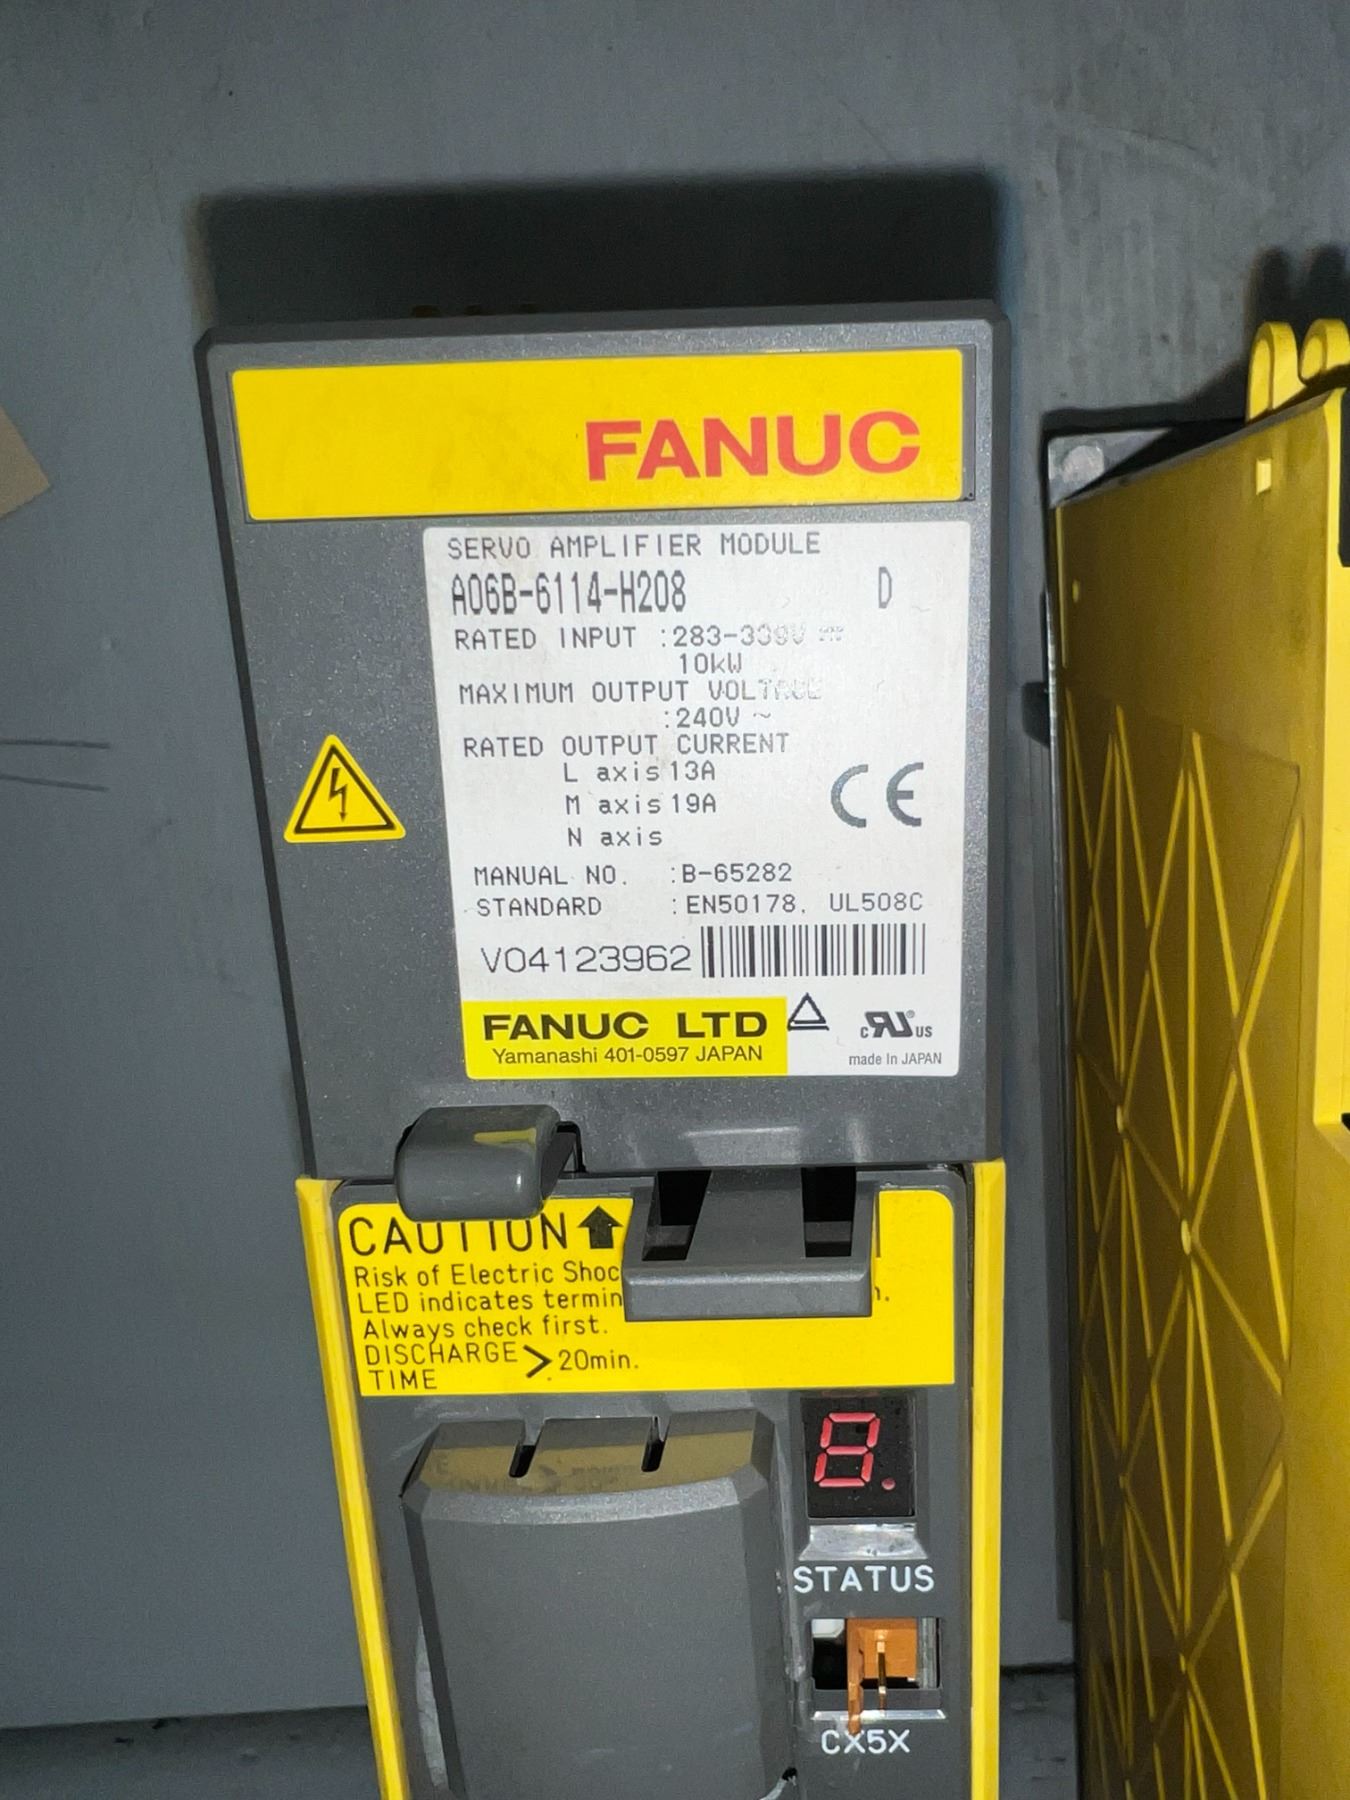 FANUC
SERVO AMPLIFIER MODULE
A06B-6114-H208 D
RATED INPUT :283-339V
10kW
MAXIMUM OUTPUT VOLTAGE
:240V ~
RATED OUTPUT CURRENT
L axis 13A
M axis 19A
N axis
MANUAL NO. :B-65282
STANDARD :EN50178, UL508C
V04123962
CE
FANUC LTD
Yamanashi 401-0597 JAPAN
c RU US
made in JAPAN
CAUTION
Risk of Electric Shoc
LED indicates termin
Always check first.
DISCHARGE
TIME > 20min.
8.
STATUS
CX5X